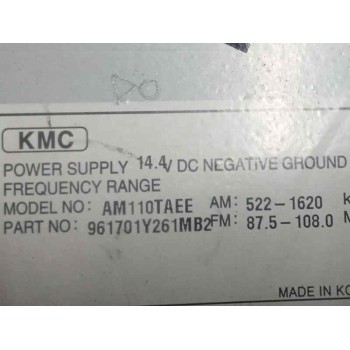 KMC
POWER SUPPLY 14.4V DC NEGATIVE GROUND
FREQUENCY RANGE
MODEL NO: AM110TAEE AM: 522-1620
PART NO: 961701Y261MB2 FM: 87.5-108.0
MADE IN